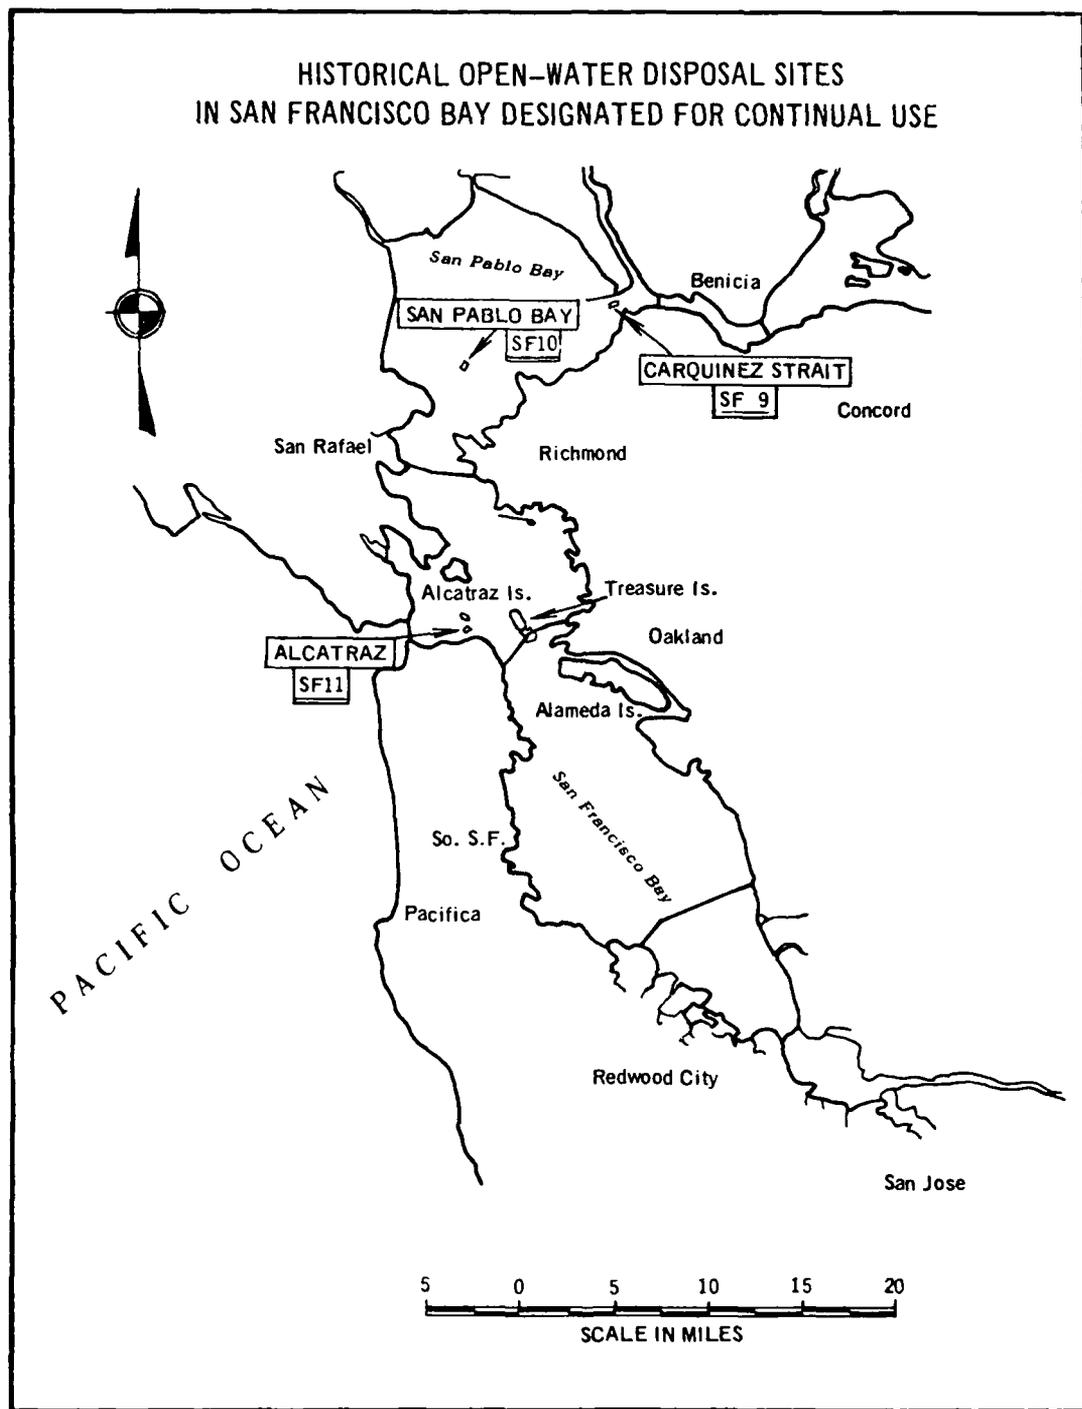 HISTORICAL OPEN-WATER DISPOSAL SITES
IN SAN FRANCISCO BAY DESIGNATED FOR CONTINUAL USE
San Pablo Bay
Benicia
SAN PABLO BAY
SF10
CARQUINEZ STRAIT
SF 9
Concord
San Rafael
Richmond
Alcatraz Is.
Treasure Is.
Oakland
ALCATRAZ
SF11
Alameda Is.
San Francisco Bay
PACIFIC OCEAN
So. S.F.
Pacifica
Redwood City
San Jose
5 0 5 10 15 20
SCALE IN MILES